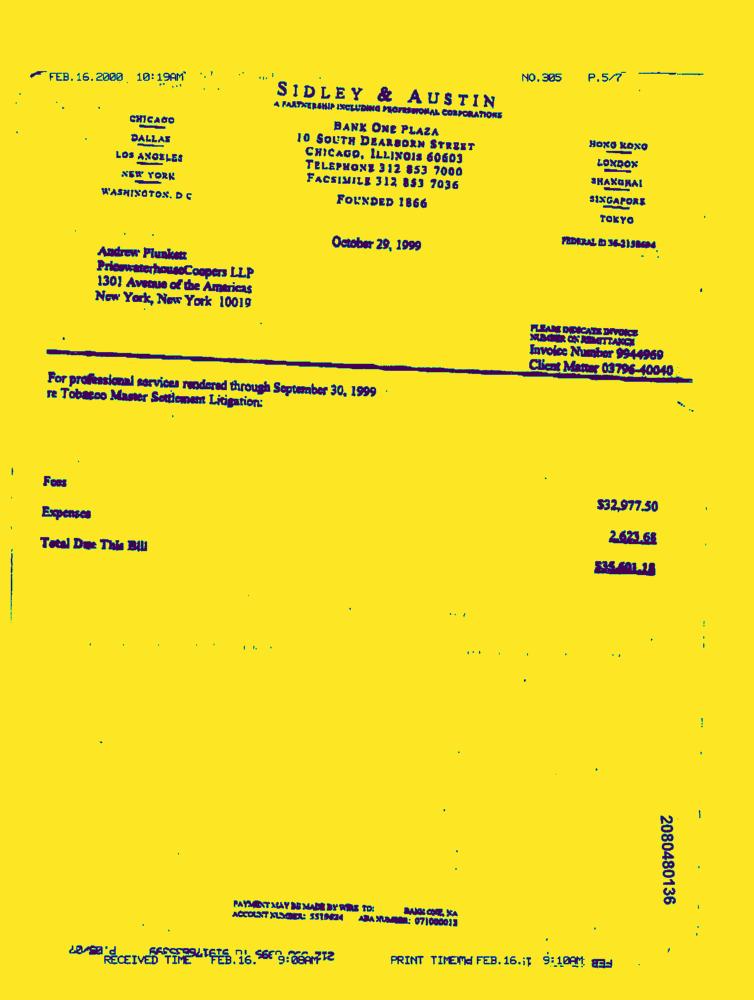 FEB.16.2000 10:19AM NO.305 P.5/7
SIDLEY & AUSTIN
A PARTNERSHIP INCLUDING PROFESSIONAL CORPORATIONS
CHICAGO
DALLAS
LOS ANGELES
NEW YORK
WASHINGTON, D C
BANK ONE PLAZA
10 SOUTH DEARBORN STREET
CHICAGO, ILLINOIS 60603
TELEPHONE 312 853 7000
FACSIMILE 312 853 7036
FOUNDED 1866
HONG KONG
LONDON
SHANGHAI
SINGAPORE
TOKYO
October 29, 1999
FEDERAL ID
Andrew Plunkett
PricewaterhouseCoopers LLP
1301 Avenue of the Americas
New York, New York 10019
PLEASE INDICATE INVOICE
NUMBER ON REMITTANCE
Invoice Number 9944969
Client Matter 03796-40040
For professional services rendered through September 30, 1999
re Tobacco Master Settlement Litigation:
Fees $32,977.50
Expenses 2,623.68
Total Due This Bill $35,601.18
2080480136
PAYMENT MAY BE MADE BY WIRE TO: BANK ONE, NA
ACCOUNT NUMBER: ABA NUMBER: 071000013
RECEIVED TIME FEB.16. 9:08AM PRINT TIME FEB.16. 9:10AM